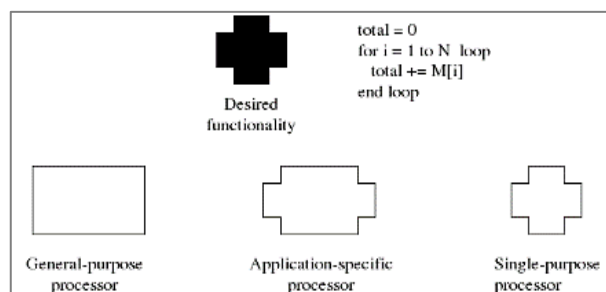 total = 0
for i = 1 to N loop
total += M[i]
end loop
Desired
functionality
General-purpose
processor
Application-specific
processor
Single-purpose
processor